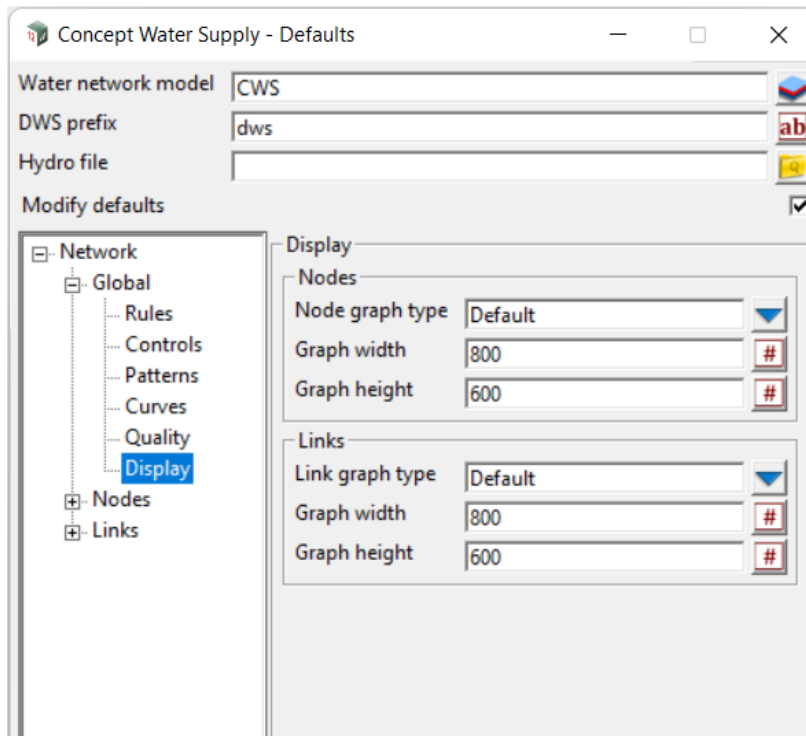 Concept Water Supply - Defaults
Water network model CWS
DWS prefix dws ab
Hydro file
Modify defaults
Network
Global
Rules
Controls
Patterns
Curves
Quality
Display
Nodes
Links
Display
Nodes
Node graph type Default
Graph width 800 #
Graph height 600 #
Links
Link graph type Default
Graph width 800 #
Graph height 600 #